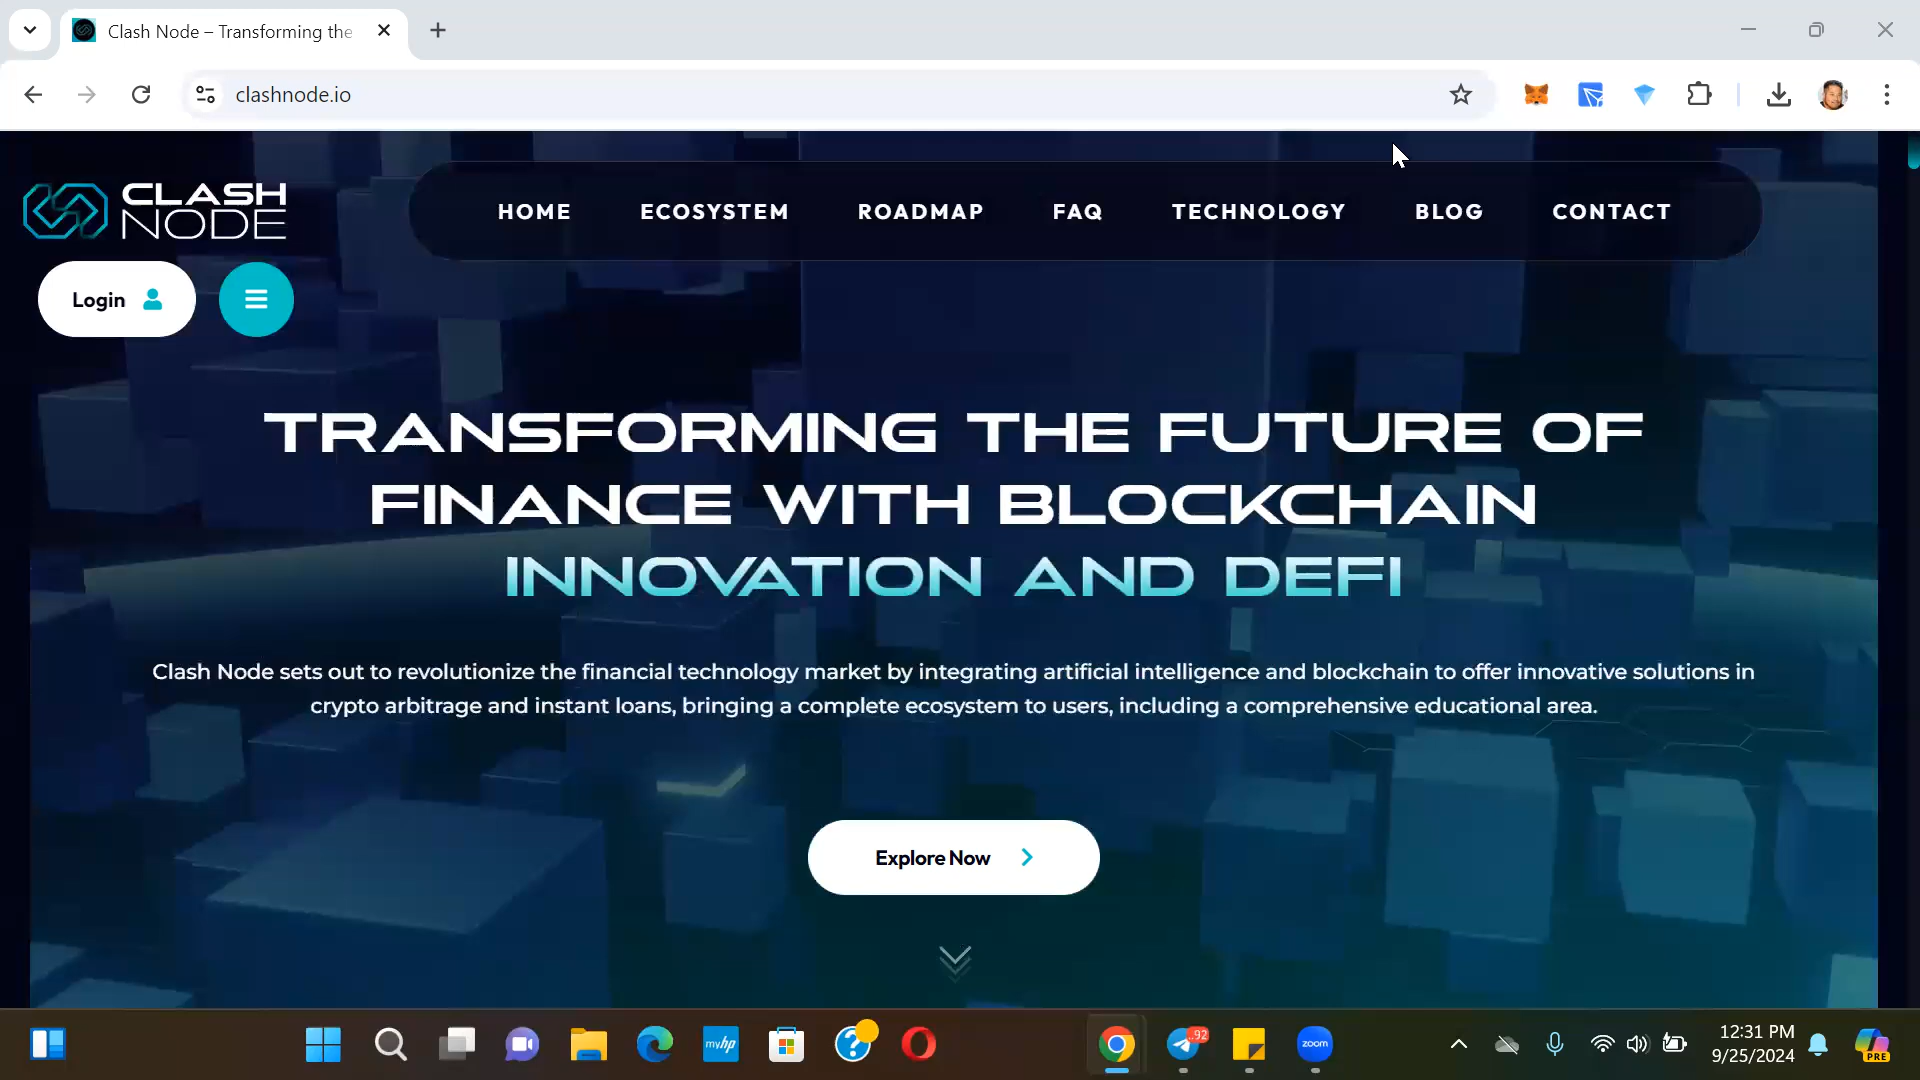 Clash Node – Transforming the
clashnode.io
CLASH
NODE
HOME ECOSYSTEM ROADMAP FAQ TECHNOLOGY BLOG CONTACT
Login
TRANSFORMING THE FUTURE OF
FINANCE WITH BLOCKCHAIN
INNOVATION AND DEFI
Clash Node sets out to revolutionize the financial technology market by integrating artificial intelligence and blockchain to offer innovative solutions in
crypto arbitrage and instant loans, bringing a complete ecosystem to users, including a comprehensive educational area.
Explore Now
myhp
..92
zoom
12:31 PM
9/25/2024
PRE